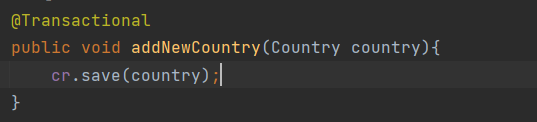 @Transactional
public void addNewCountry(Country country){
    cr.save(country);
}